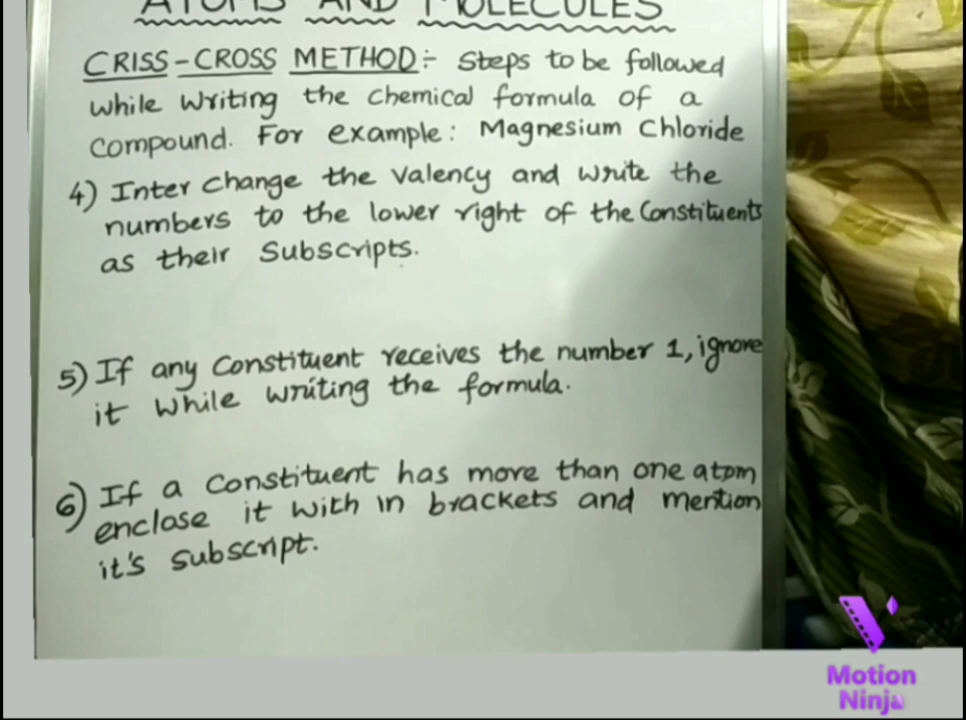 ATOMS AND MOLECULES
CRISS-CROSS METHOD:- Steps to be followed
while writing the chemical formula of a
compound. For example: Magnesium Chloride
4) Inter change the valency and write the
numbers to the lower right of the Constituents
as their Subscripts.
5) If any Constituent receives the number 1, ignore
it while writing the formula.
6) If a Constituent has more than one atom
enclose it with in brackets and mention
it's subscript.
Motion
Ninja